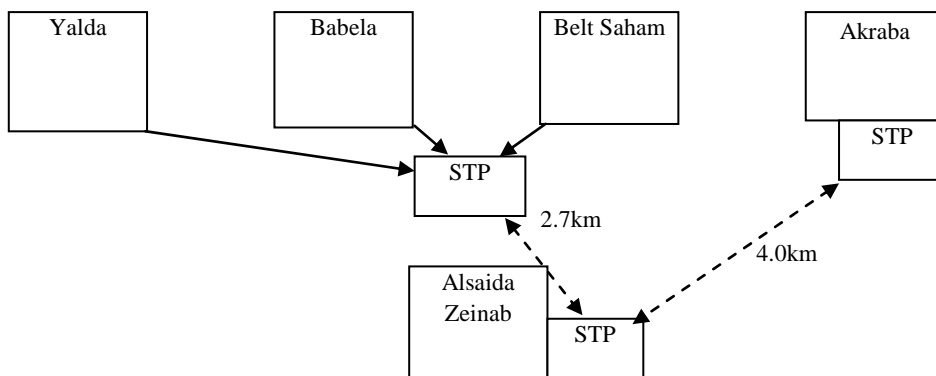 Yalda
Babela
Belt Saham
Akraba
STP
STP
2.7km
4.0km
Alsaida
Zeinab
STP